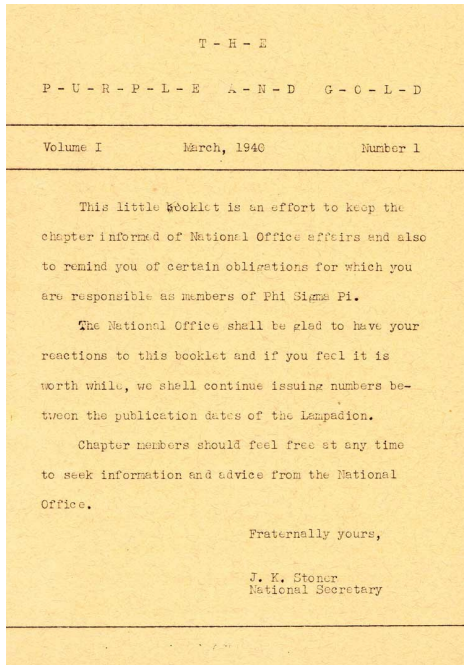 T - H - E
P - U - R - P - L - E   A - N - D   G - O - L - D
Volume I   March, 1940   Number 1
This little booklet is an effort to keep the
chapter informed of National Office affairs and also
to remind you of certain obligations for which you
are responsible as members of Phi Sigma Pi.
The National Office shall be glad to have your
reactions to this booklet and if you feel it is
worth while, we shall continue issuing numbers be-
tween the publication dates of the Lampadion.
Chapter members should feel free at any time
to seek information and advice from the National
Office.
Fraternally yours,
J. K. Stoner
National Secretary